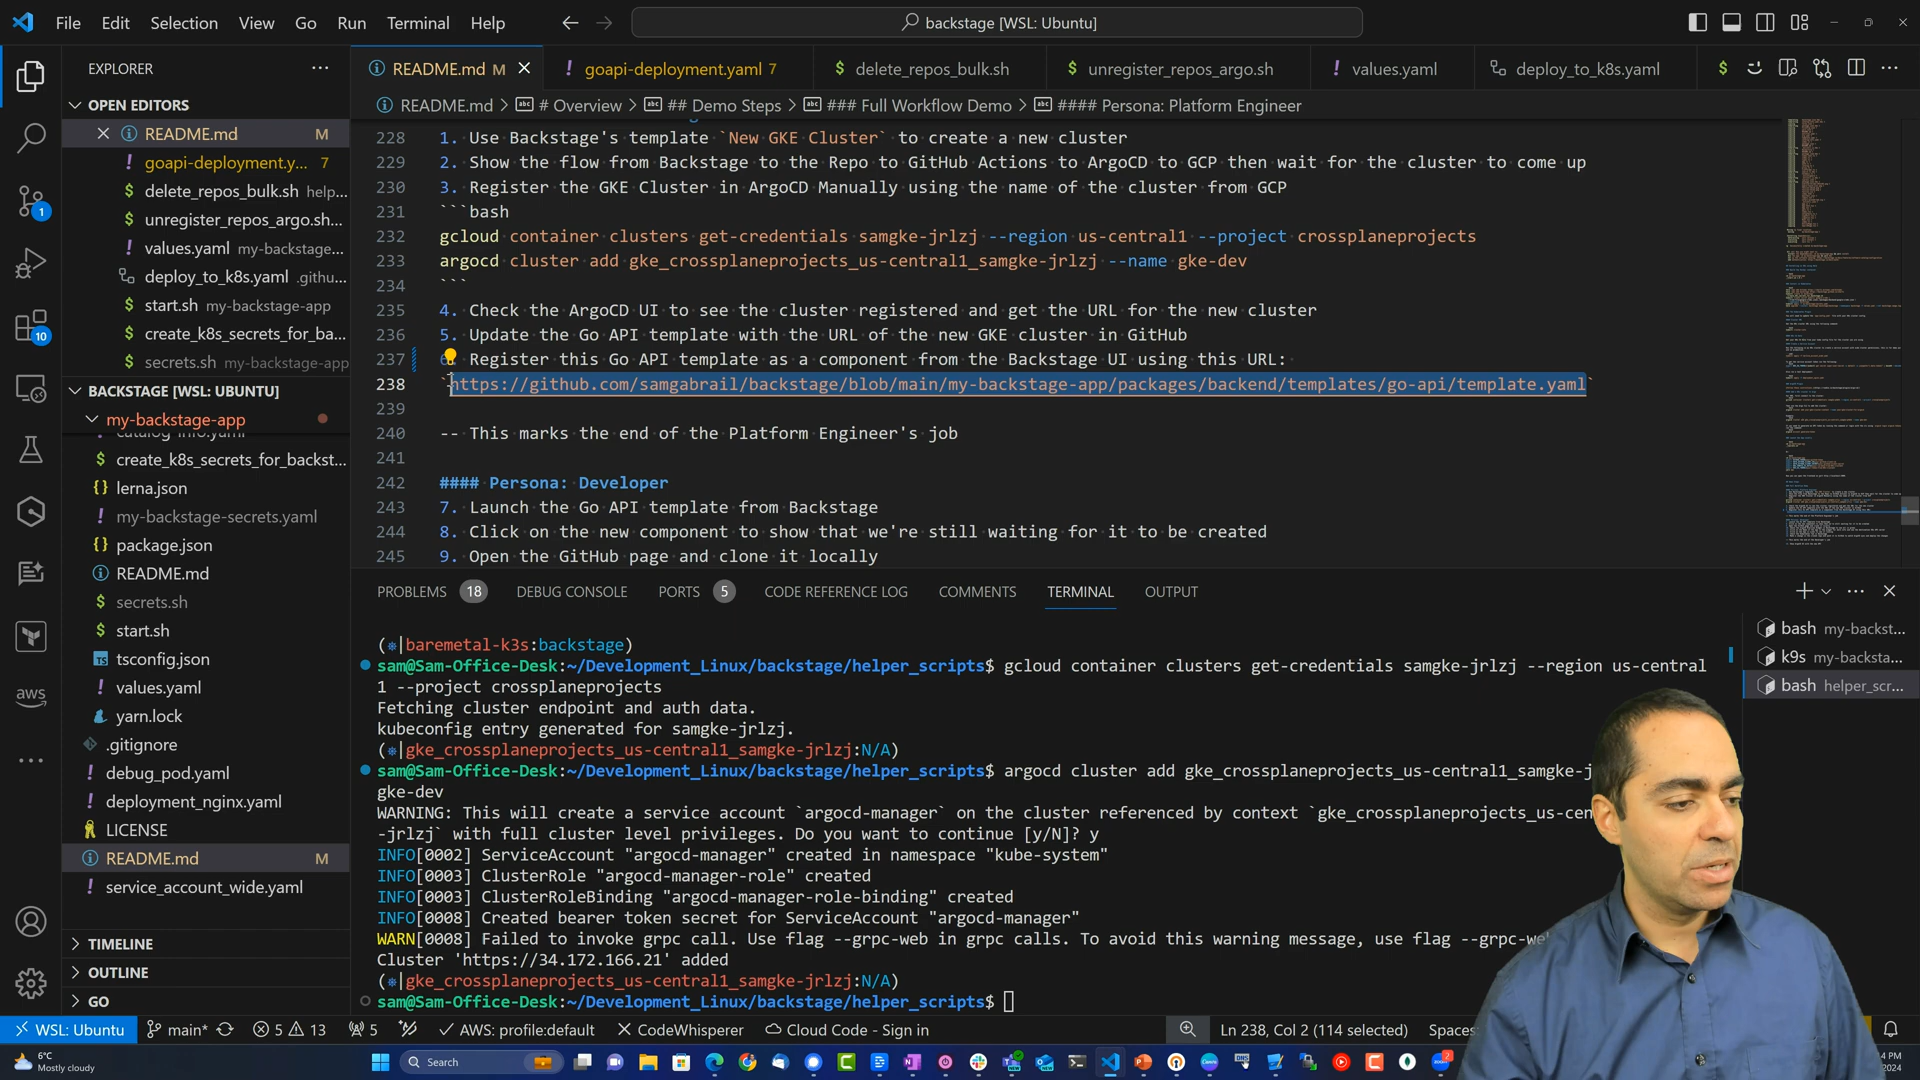 File Edit Selection View Go Run Terminal Help
backstage [WSL: Ubuntu]
EXPLORER
README.md M
goapi-deployment.yaml 7
delete_repos_bulk.sh
unregister_repos_argo.sh
values.yaml
deploy_to_k8s.yaml
OPEN EDITORS
README.md M
goapi-deployment.y... 7
delete_repos_bulk.sh help...
unregister_repos_argo.sh...
values.yaml my-backstage...
deploy_to_k8s.yaml .githu...
start.sh my-backstage-app
create_k8s_secrets_for_ba...
secrets.sh my-backstage-app
BACKSTAGE [WSL: UBUNTU]
my-backstage-app
catalog-info.yaml
create_k8s_secrets_for_backst...
lerna.json
my-backstage-secrets.yaml
package.json
README.md
secrets.sh
start.sh
tsconfig.json
values.yaml
yarn.lock
.gitignore
debug_pod.yaml
deployment_nginx.yaml
LICENSE
README.md M
service_account_wide.yaml
TIMELINE
OUTLINE
GO
1
10
aws
README.md > # Overview > ## Demo Steps > ### Full Workflow Demo > #### Persona: Platform Engineer
228 1. Use Backstage's template `New GKE Cluster` to create a new cluster
229 2. Show the flow from Backstage to the Repo to GitHub Actions to ArgoCD to GCP then wait for the cluster to come up
230 3. Register the GKE Cluster in ArgoCD Manually using the name of the cluster from GCP
231 ```bash
232 gcloud container clusters get-credentials samgke-jrlzj --region us-central1 --project crossplaneprojects
233 argocd cluster add gke_crossplaneprojects_us-central1_samgke-jrlzj --name gke-dev
234 ```
235 4. Check the ArgoCD UI to see the cluster registered and get the URL for the new cluster
236 5. Update the Go API template with the URL of the new GKE cluster in GitHub
237 6. Register this Go API template as a component from the Backstage UI using this URL:
238 `https://github.com/samgabrail/backstage/blob/main/my-backstage-app/packages/backend/templates/go-api/template.yaml`
239
240 -- This marks the end of the Platform Engineer's job
241
242 #### Persona: Developer
243 7. Launch the Go API template from Backstage
244 8. Click on the new component to show that we're still waiting for it to be created
245 9. Open the GitHub page and clone it locally
PROBLEMS 18 DEBUG CONSOLE PORTS 5 CODE REFERENCE LOG COMMENTS TERMINAL OUTPUT
(⎈|baremetal-k3s:backstage)
sam@Sam-Office-Desk:~/Development_Linux/backstage/helper_scripts$ gcloud container clusters get-credentials samgke-jrlzj --region us-central
1 --project crossplaneprojects
Fetching cluster endpoint and auth data.
kubeconfig entry generated for samgke-jrlzj.
(⎈|gke_crossplaneprojects_us-central1_samgke-jrlzj:N/A)
sam@Sam-Office-Desk:~/Development_Linux/backstage/helper_scripts$ argocd cluster add gke_crossplaneprojects_us-central1_samgke-j
gke-dev
WARNING: This will create a service account `argocd-manager` on the cluster referenced by context `gke_crossplaneprojects_us-cen
-jrlzj` with full cluster level privileges. Do you want to continue [y/N]? y
INFO[0002] ServiceAccount "argocd-manager" created in namespace "kube-system"
INFO[0003] ClusterRole "argocd-manager-role" created
INFO[0003] ClusterRoleBinding "argocd-manager-role-binding" created
INFO[0008] Created bearer token secret for ServiceAccount "argocd-manager"
WARN[0008] Failed to invoke grpc call. Use flag --grpc-web in grpc calls. To avoid this warning message, use flag --grpc-we
Cluster 'https://34.172.166.21' added
(⎈|gke_crossplaneprojects_us-central1_samgke-jrlzj:N/A)
sam@Sam-Office-Desk:~/Development_Linux/backstage/helper_scripts$
bash my-backst...
k9s my-backsta...
bash helper_scr...
WSL: Ubuntu main* 5 13 5 AWS: profile:default CodeWhisperer Cloud Code - Sign in Ln 238, Col 2 (114 selected) Spaces:
6°C
Mostly cloudy
Search
4 PM
2024